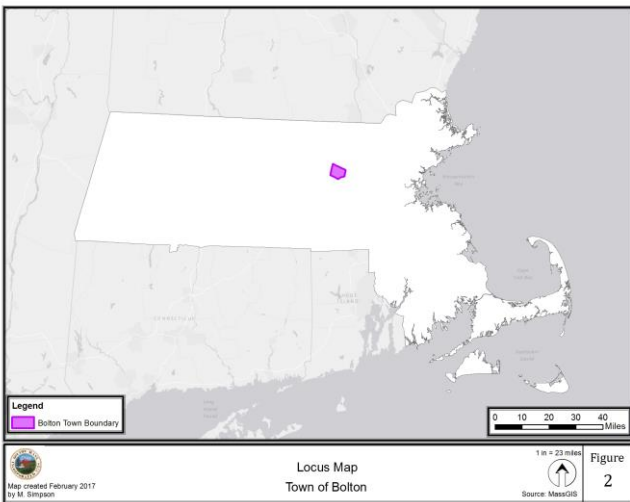 Legend
Bolton Town Boundary
0 10 20 30 40
Miles
Map created February 2017
by M. Simpson
Locus Map
Town of Bolton
1 in = 23 miles
Source: MassGIS
Figure
2